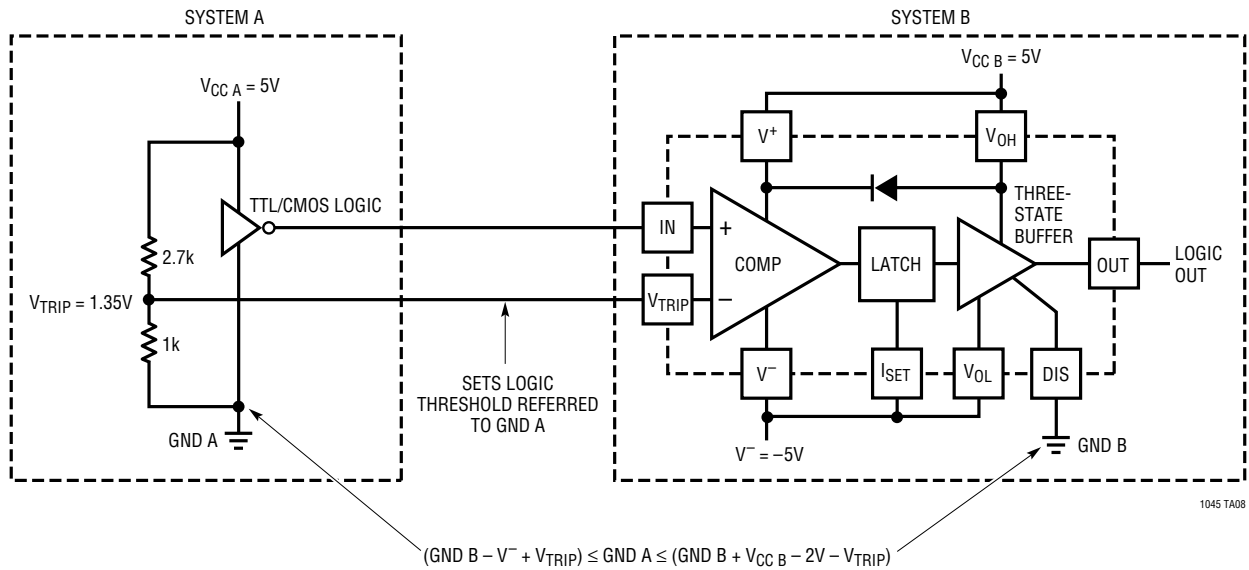 SYSTEM A
SYSTEM B
V_CC A = 5V
V_CC B = 5V
V⁺
V_OH
TTL/CMOS LOGIC
THREE-
STATE
BUFFER
IN
+
COMP
LATCH
OUT
LOGIC
OUT
2.7k
V_TRIP = 1.35V
V_TRIP
–
1k
V⁻
I_SET
V_OL
DIS
SETS LOGIC
THRESHOLD REFERRED
TO GND A
GND A
V⁻ = –5V
GND B
1045 TA08
(GND B – V⁻ + V_TRIP) ≤ GND A ≤ (GND B + V_CC B – 2V – V_TRIP)